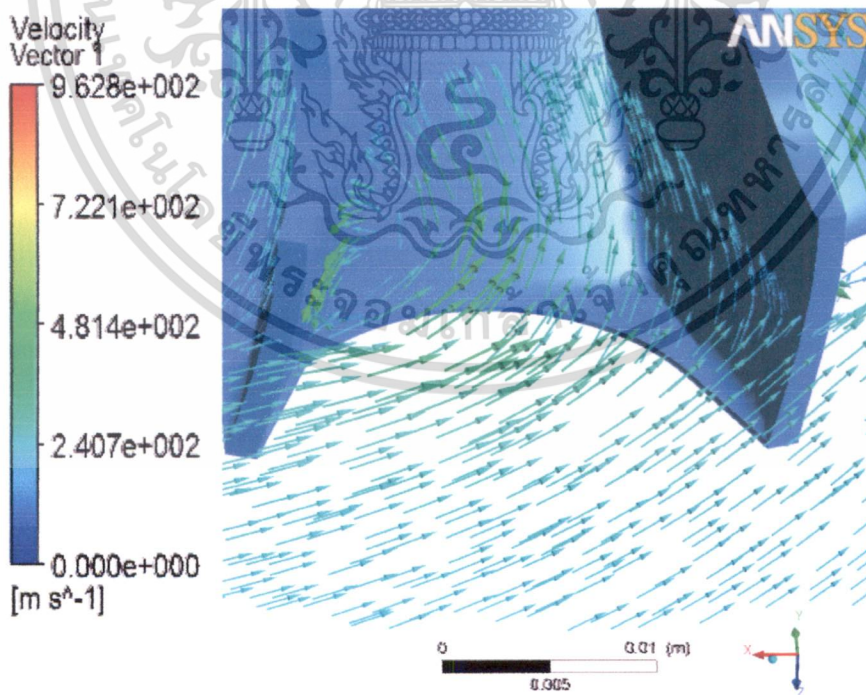 Velocity
Vector 1
9.628e+002
7.221e+002
4.814e+002
2.407e+002
0.000e+000
[m s^-1]
ANSYS
0
0.01 (m)
0.005
X
Y
Z